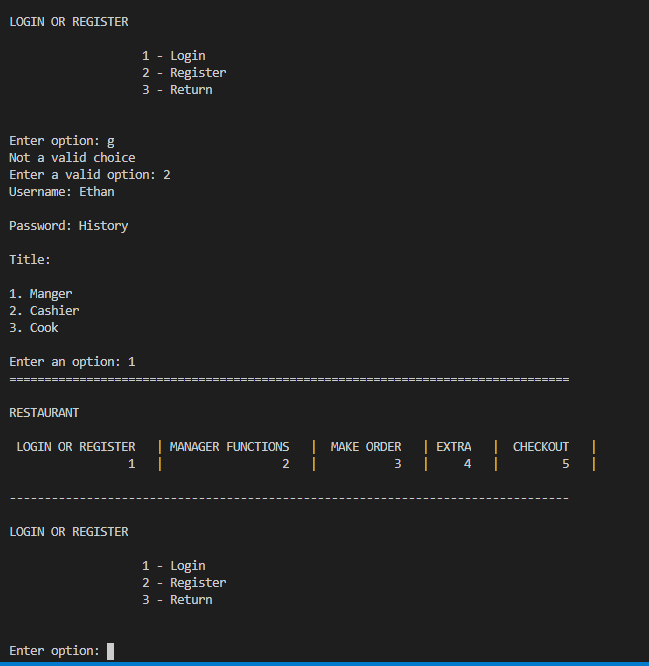 LOGIN OR REGISTER
1 - Login
2 - Register
3 - Return
Enter option: g
Not a valid choice
Enter a valid option: 2
Username: Ethan
Password: History
Title:
1. Manger
2. Cashier
3. Cook
Enter an option: 1
================================================================================
RESTAURANT
LOGIN OR REGISTER | MANAGER FUNCTIONS | MAKE ORDER | EXTRA | CHECKOUT |
1 | 2 | 3 | 4 | 5 |
--------------------------------------------------------------------------------
LOGIN OR REGISTER
1 - Login
2 - Register
3 - Return
Enter option: